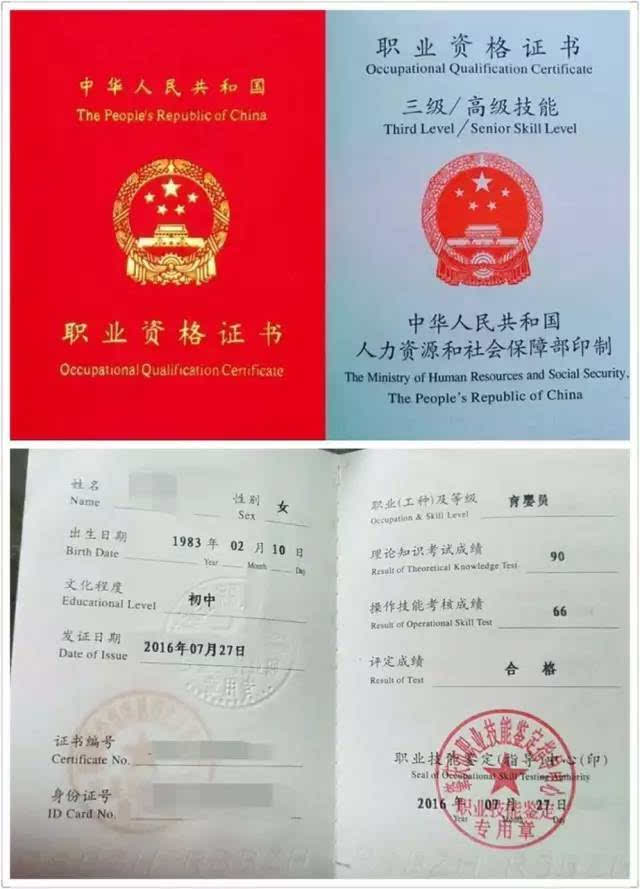 中华人民共和国
The People's Republic of China
职业资格证书
Occupational Qualification Certificate
职业资格证书
Occupational Qualification Certificate
三级/高级技能
Third Level/Senior Skill Level
中华人民共和国
人力资源和社会保障部印制
The Ministry of Human Resources and Social Security,
The People's Republic of China
姓名
Name
性别 女
Sex
出生日期 1983 年 02 月 10 日
Birth Date Year Month Day
文化程度 初中
Educational Level
发证日期 2016年07月27日
Date of Issue
证书编号
Certificate No.
身份证号
ID Card No.
职业(工种)及等级 育婴员
Occupation & Skill Level
理论知识考试成绩 90
Result of Theoretical Knowledge Test
操作技能考核成绩 66
Result of Operational Skill Test
评定成绩 合格
Result of Test
职业技能鉴定(指导)中心(印)
Seal of Occupational Skill Testing Authority
2016 年 07 月 27 日
Year Month Day
职业技能鉴定
专用章